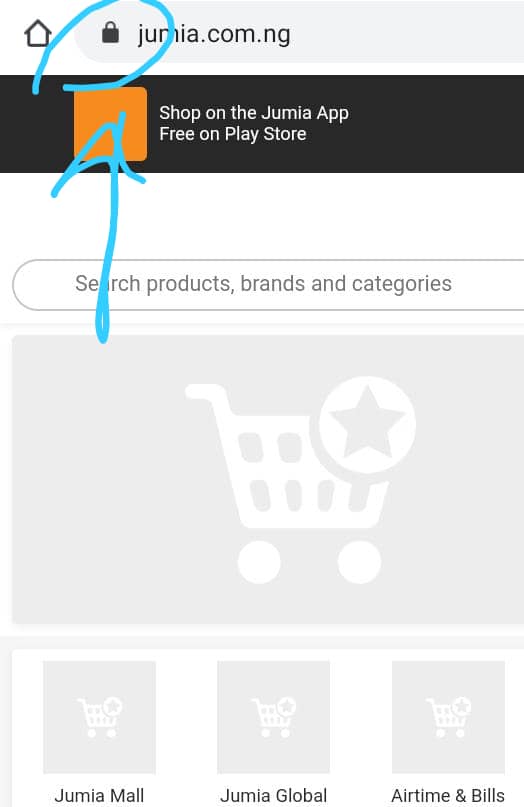 jumia.com.ng
Shop on the Jumia App
Free on Play Store
Search products, brands and categories
Jumia Mall
Jumia Global
Airtime & Bills